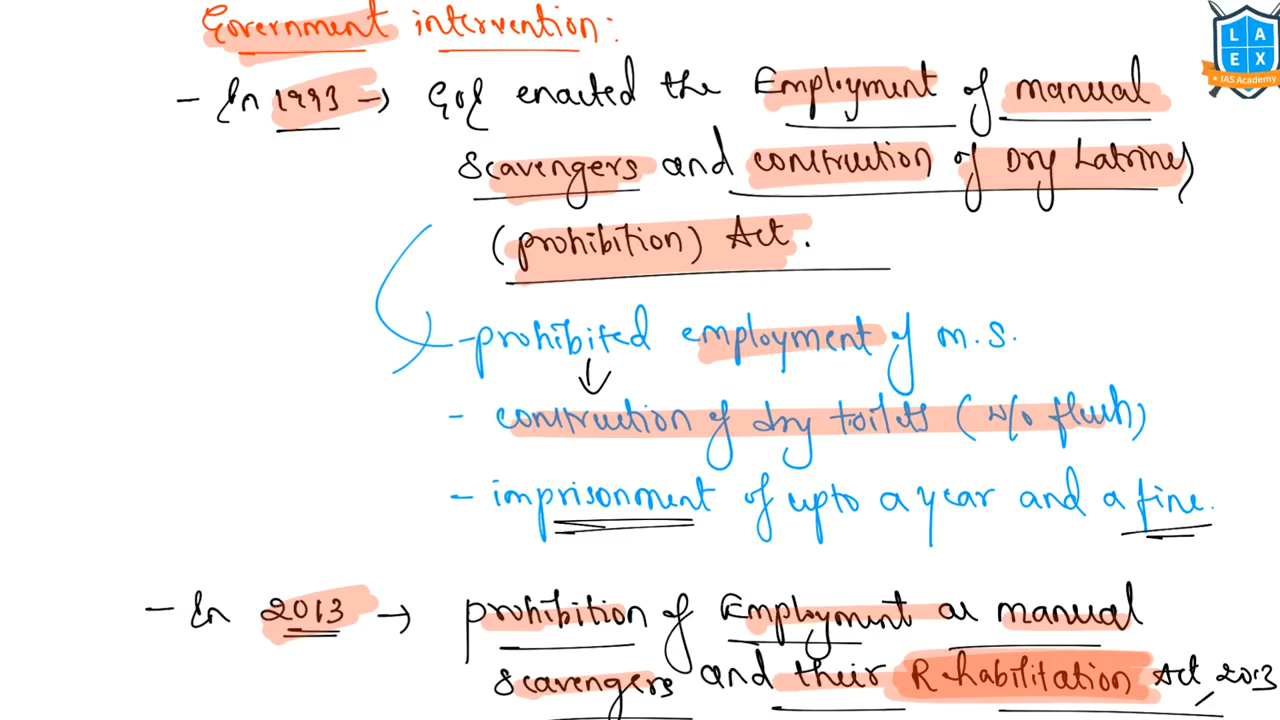 Government intervention:
L A
E X
IAS Academy
- In 1993 → GoI enacted the Employment of manual
scavengers and construction of Dry Latrines
(prohibition) Act.
- prohibited employment of m.s.
- construction of dry toilets (w/o flush)
- imprisonment of upto a year and a fine.
- In 2013 → prohibition of Employment as manual
scavengers and their Rehabilitation Act, 2013